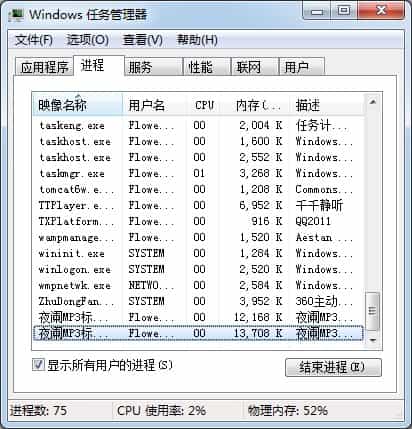 Windows 任务管理器
文件(F) 选项(O) 查看(V) 帮助(H)
应用程序 进程 服务 性能 联网 用户
映像名称 用户名 CPU 内存(... 描述
taskeng.exe Flowe... 00 2,004 K 任务计...
taskhost.exe Flowe... 00 1,600 K Windows...
taskhost.exe Flowe... 00 2,552 K Windows...
taskmgr.exe Flowe... 01 3,268 K Windows...
tomcat6w.e... Flowe... 00 1,208 K Commons...
TTPlayer.e... Flowe... 00 6,952 K 千千静听
TXPlatform... Flowe... 00 916 K QQ2011
wampmanage... Flowe... 00 1,520 K Aestan ...
wininit.exe SYSTEM 00 1,284 K Windows...
winlogon.exe SYSTEM 00 2,520 K Windows...
wmpnetwk.exe NETWO... 00 2,584 K Windows...
ZhuDongFan... SYSTEM 00 3,952 K 360主动...
夜阑MP3标... Flowe... 00 12,168 K 夜阑MP3...
夜阑MP3标... Flowe... 00 13,708 K 夜阑MP3...
显示所有用户的进程(S) 结束进程(E)
进程数: 75 CPU 使用率: 2% 物理内存: 52%